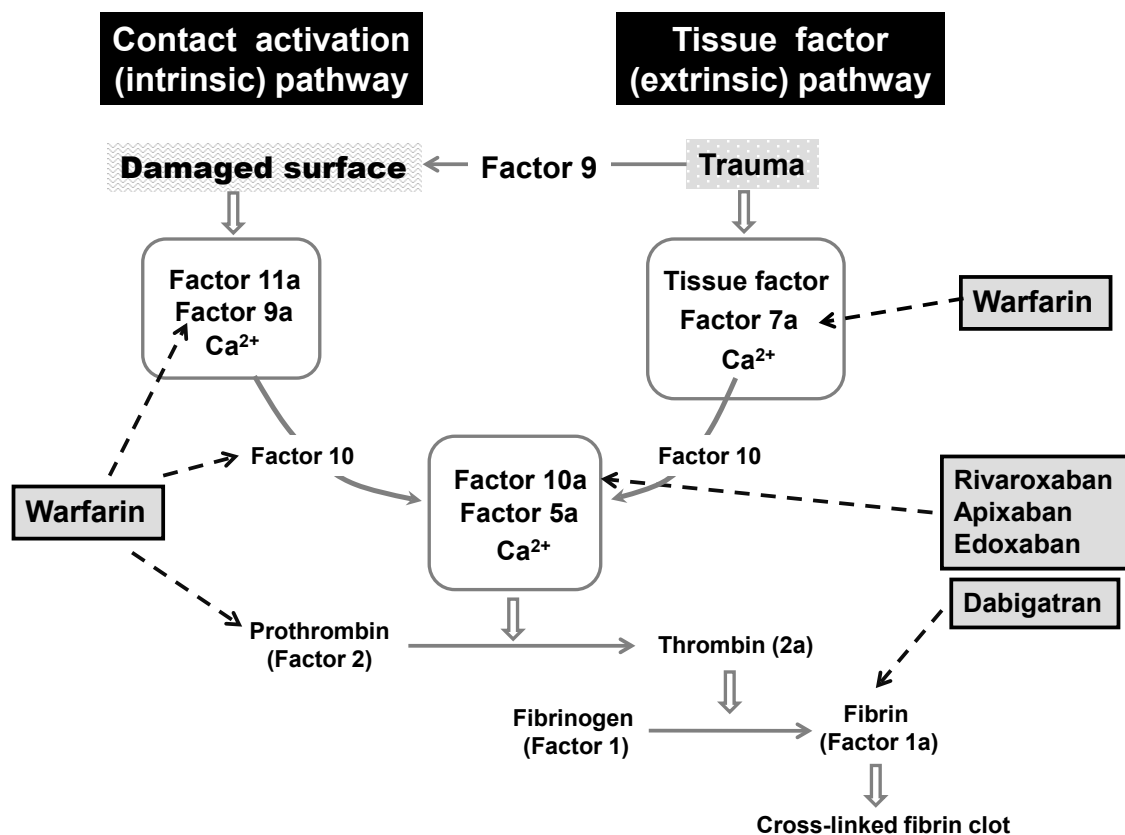 Contact activation
(intrinsic) pathway
Tissue factor
(extrinsic) pathway
Damaged surface
Factor 9
Trauma
Factor 11a
Factor 9a
Ca²⁺
Tissue factor
Factor 7a
Ca²⁺
Warfarin
Factor 10
Factor 10
Warfarin
Factor 10a
Factor 5a
Ca²⁺
Rivaroxaban
Apixaban
Edoxaban
Dabigatran
Prothrombin
(Factor 2)
Thrombin (2a)
Fibrinogen
(Factor 1)
Fibrin
(Factor 1a)
Cross-linked fibrin clot